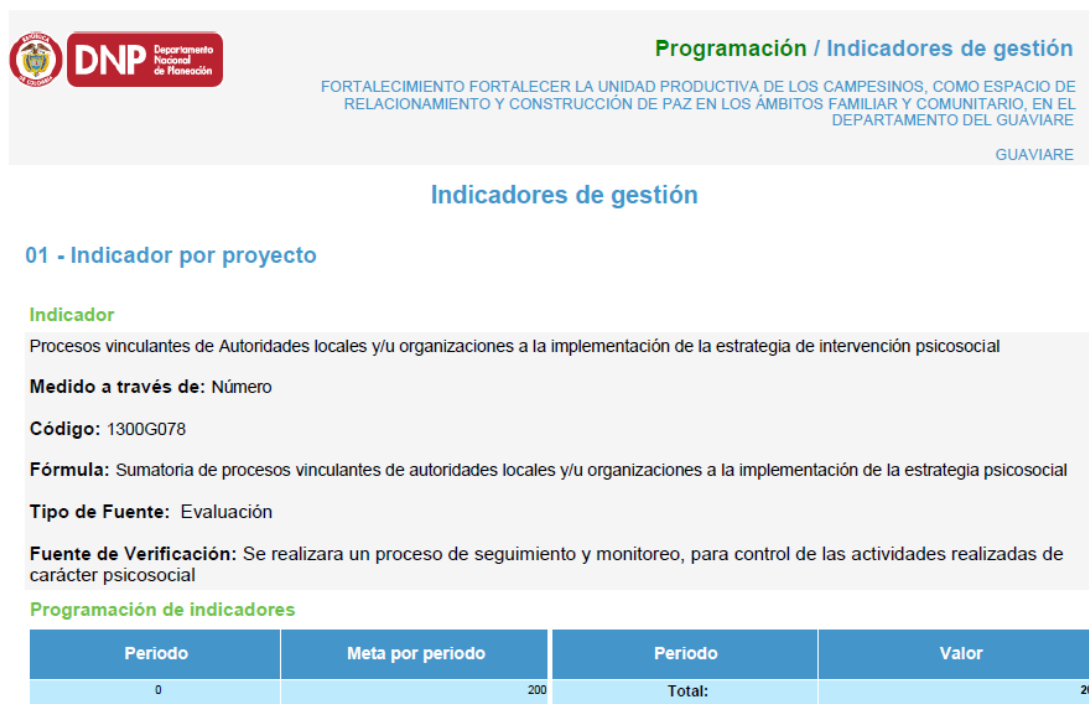 REPÚBLICA
DE COLOMBIA
DNP Departamento
Nacional
de Planeación
Programación / Indicadores de gestión
FORTALECIMIENTO FORTALECER LA UNIDAD PRODUCTIVA DE LOS CAMPESINOS, COMO ESPACIO DE
RELACIONAMIENTO Y CONSTRUCCIÓN DE PAZ EN LOS ÁMBITOS FAMILIAR Y COMUNITARIO, EN EL
DEPARTAMENTO DEL GUAVIARE
GUAVIARE
Indicadores de gestión
01 - Indicador por proyecto
Indicador
Procesos vinculantes de Autoridades locales y/u organizaciones a la implementación de la estrategia de intervención psicosocial
Medido a través de: Número
Código: 1300G078
Fórmula: Sumatoria de procesos vinculantes de autoridades locales y/u organizaciones a la implementación de la estrategia psicosocial
Tipo de Fuente: Evaluación
Fuente de Verificación: Se realizara un proceso de seguimiento y monitoreo, para control de las actividades realizadas de
carácter psicosocial
Programación de indicadores
Periodo Meta por periodo Periodo Valor
0 200 Total: